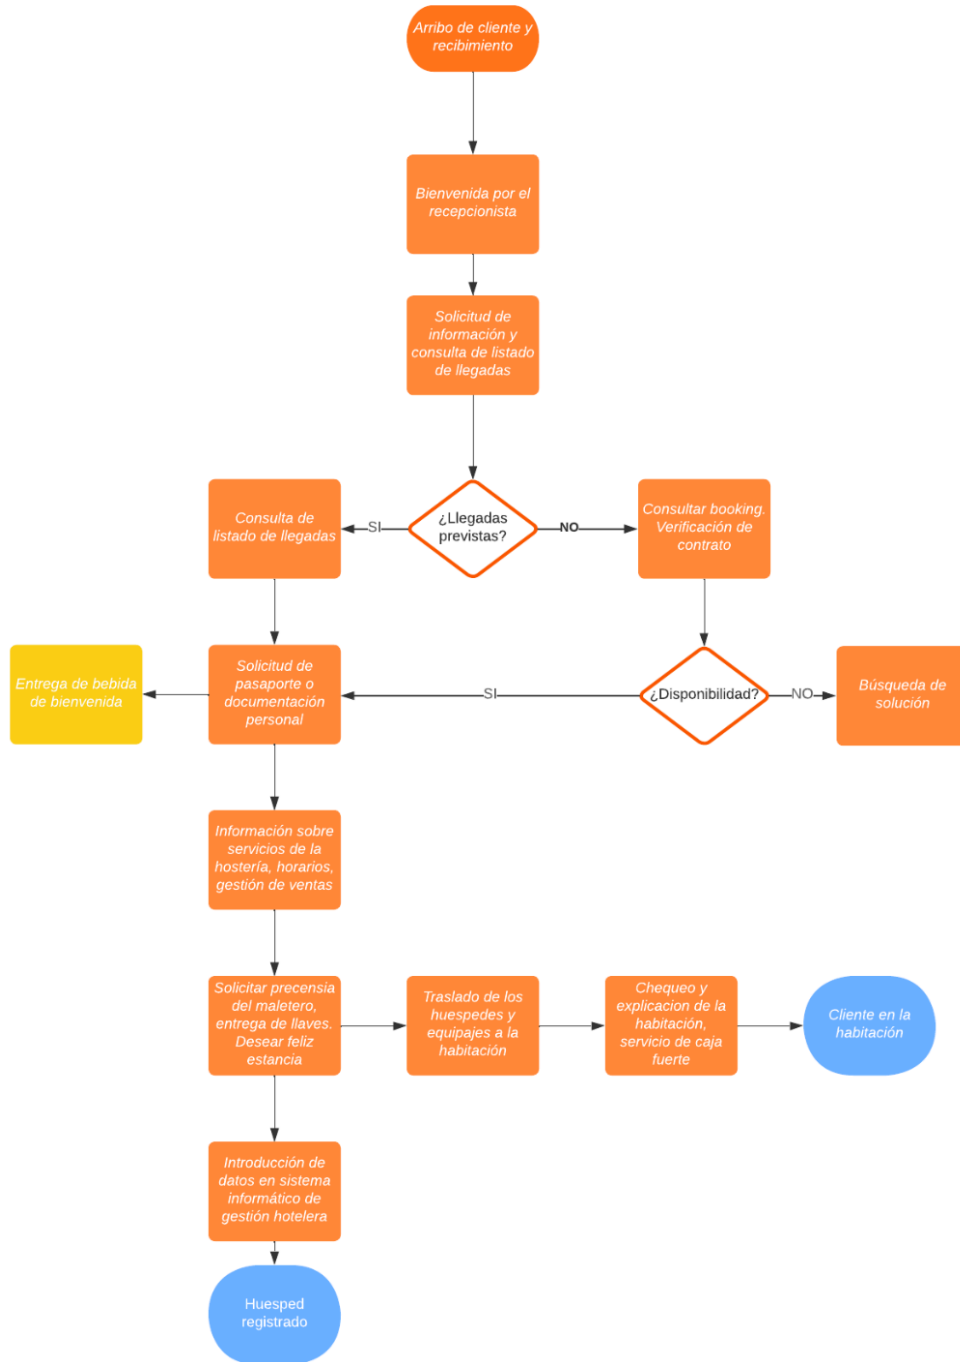 Arribo de cliente y
recibimiento
Bienvenida por el
recepcionista
Solicitud de
información y
consulta de listado
de llegadas
¿Llegadas
previstas?
SI
NO
Consulta de
listado de llegadas
Consultar booking.
Verificación de
contrato
Entrega de bebida
de bienvenida
Solicitud de
pasaporte o
documentación
personal
SI
¿Disponibilidad?
NO
Búsqueda de
solución
Información sobre
servicios de la
hostería, horarios,
gestión de ventas
Solicitar precensia
del maletero,
entrega de llaves.
Desear feliz
estancia
Traslado de los
huespedes y
equipajes a la
habitación
Chequeo y
explicacion de la
habitación,
servicio de caja
fuerte
Cliente en la
habitación
Introducción de
datos en sistema
informático de
gestión hotelera
Huesped
registrado